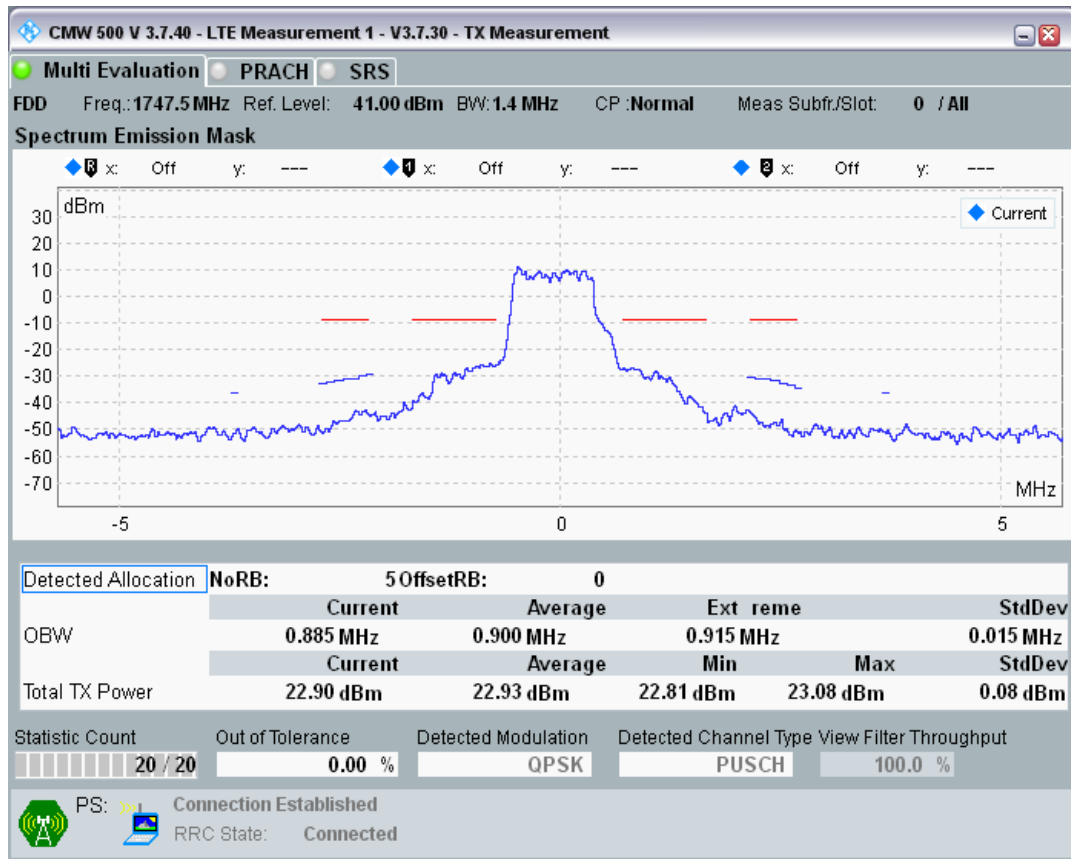 CMW 500 V 3.7.40 - LTE Measurement 1 - V3.7.30 - TX Measurement
Multi Evaluation PRACH SRS
FDD Freq.: 1747.5 MHz Ref. Level: 41.00 dBm BW: 1.4 MHz CP : Normal Meas Subfr./Slot: 0 / All
Spectrum Emission Mask
R x: Off y: --- 1 x: Off y: --- 2 x: Off y: ---
dBm
Current
30
20
10
0
-10
-20
-30
-40
-50
-60
-70
MHz
-5 0 5
Detected Allocation NoRB: 5 OffsetRB: 0
Current Average Ext reme StdDev
OBW 0.885 MHz 0.900 MHz 0.915 MHz 0.015 MHz
Current Average Min Max StdDev
Total TX Power 22.90 dBm 22.93 dBm 22.81 dBm 23.08 dBm 0.08 dBm
Statistic Count Out of Tolerance Detected Modulation Detected Channel Type View Filter Throughput
20 / 20 0.00 % QPSK PUSCH 100.0 %
PS: Connection Established
RRC State: Connected